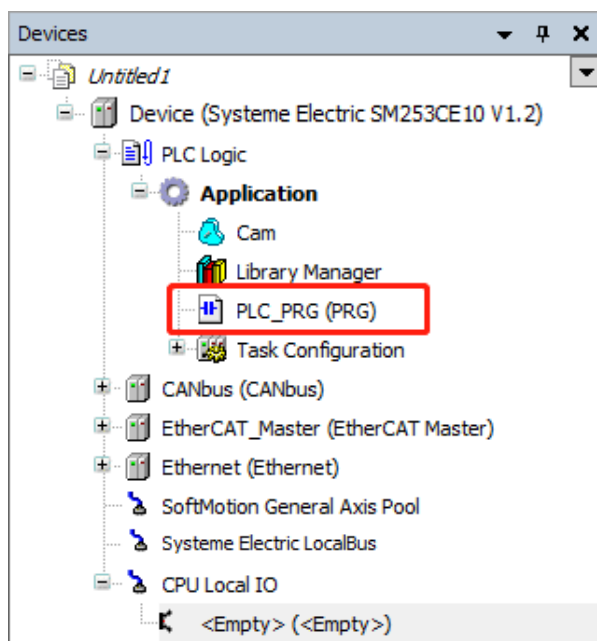 Devices
Untitled1
Device (Systeme Electric SM253CE10 V1.2)
PLC Logic
Application
Cam
Library Manager
PLC_PRG (PRG)
Task Configuration
CANbus (CANbus)
EtherCAT_Master (EtherCAT Master)
Ethernet (Ethernet)
SoftMotion General Axis Pool
Systeme Electric LocalBus
CPU Local IO
<Empty> (<Empty>)